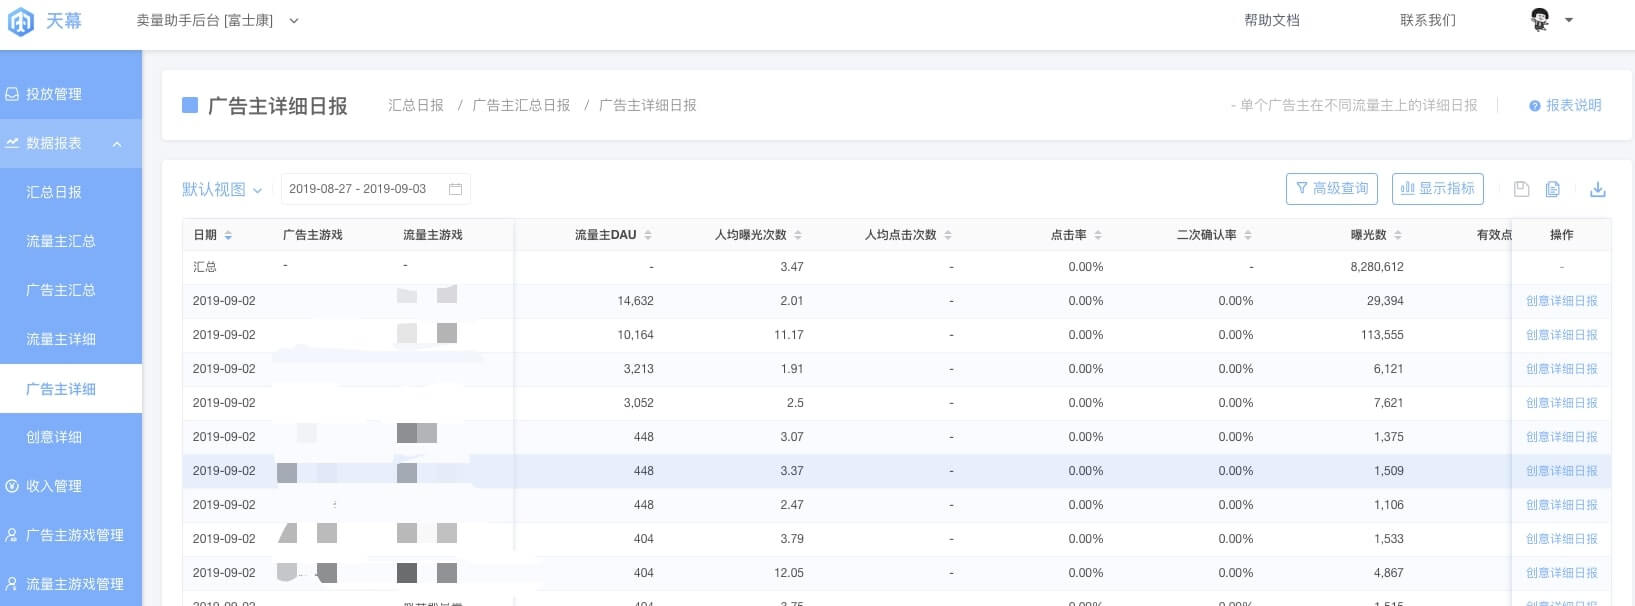 天幕 卖量助手后台 [富士康] 帮助文档 联系我们
投放管理
数据报表
汇总日报
流量主汇总
广告主汇总
流量主详细
广告主详细
创意详细
收入管理
广告主游戏管理
流量主游戏管理
广告主详细日报 汇总日报 / 广告主汇总日报 / 广告主详细日报 - 单个广告主在不同流量主上的详细日报 报表说明
默认视图 2019-08-27 - 2019-09-03 高级查询 显示指标
日期 广告主游戏 流量主游戏 流量主DAU 人均曝光次数 人均点击次数 点击率 二次确认率 曝光数 有效点 操作
汇总 - - - 3.47 - 0.00% - 8,280,612 -
2019-09-02 14,632 2.01 - 0.00% 0.00% 29,394 创意详细日报
2019-09-02 10,164 11.17 - 0.00% 0.00% 113,555 创意详细日报
2019-09-02 3,213 1.91 - 0.00% 0.00% 6,121 创意详细日报
2019-09-02 3,052 2.5 - 0.00% 0.00% 7,621 创意详细日报
2019-09-02 448 3.07 - 0.00% 0.00% 1,375 创意详细日报
2019-09-02 448 3.37 - 0.00% 0.00% 1,509 创意详细日报
2019-09-02 448 2.47 - 0.00% 0.00% 1,106 创意详细日报
2019-09-02 404 3.79 - 0.00% 0.00% 1,533 创意详细日报
2019-09-02 404 12.05 - 0.00% 0.00% 4,867 创意详细日报
2019-09-02 404 3.75 - 0.00% 0.00% 1,515 创意详细日报